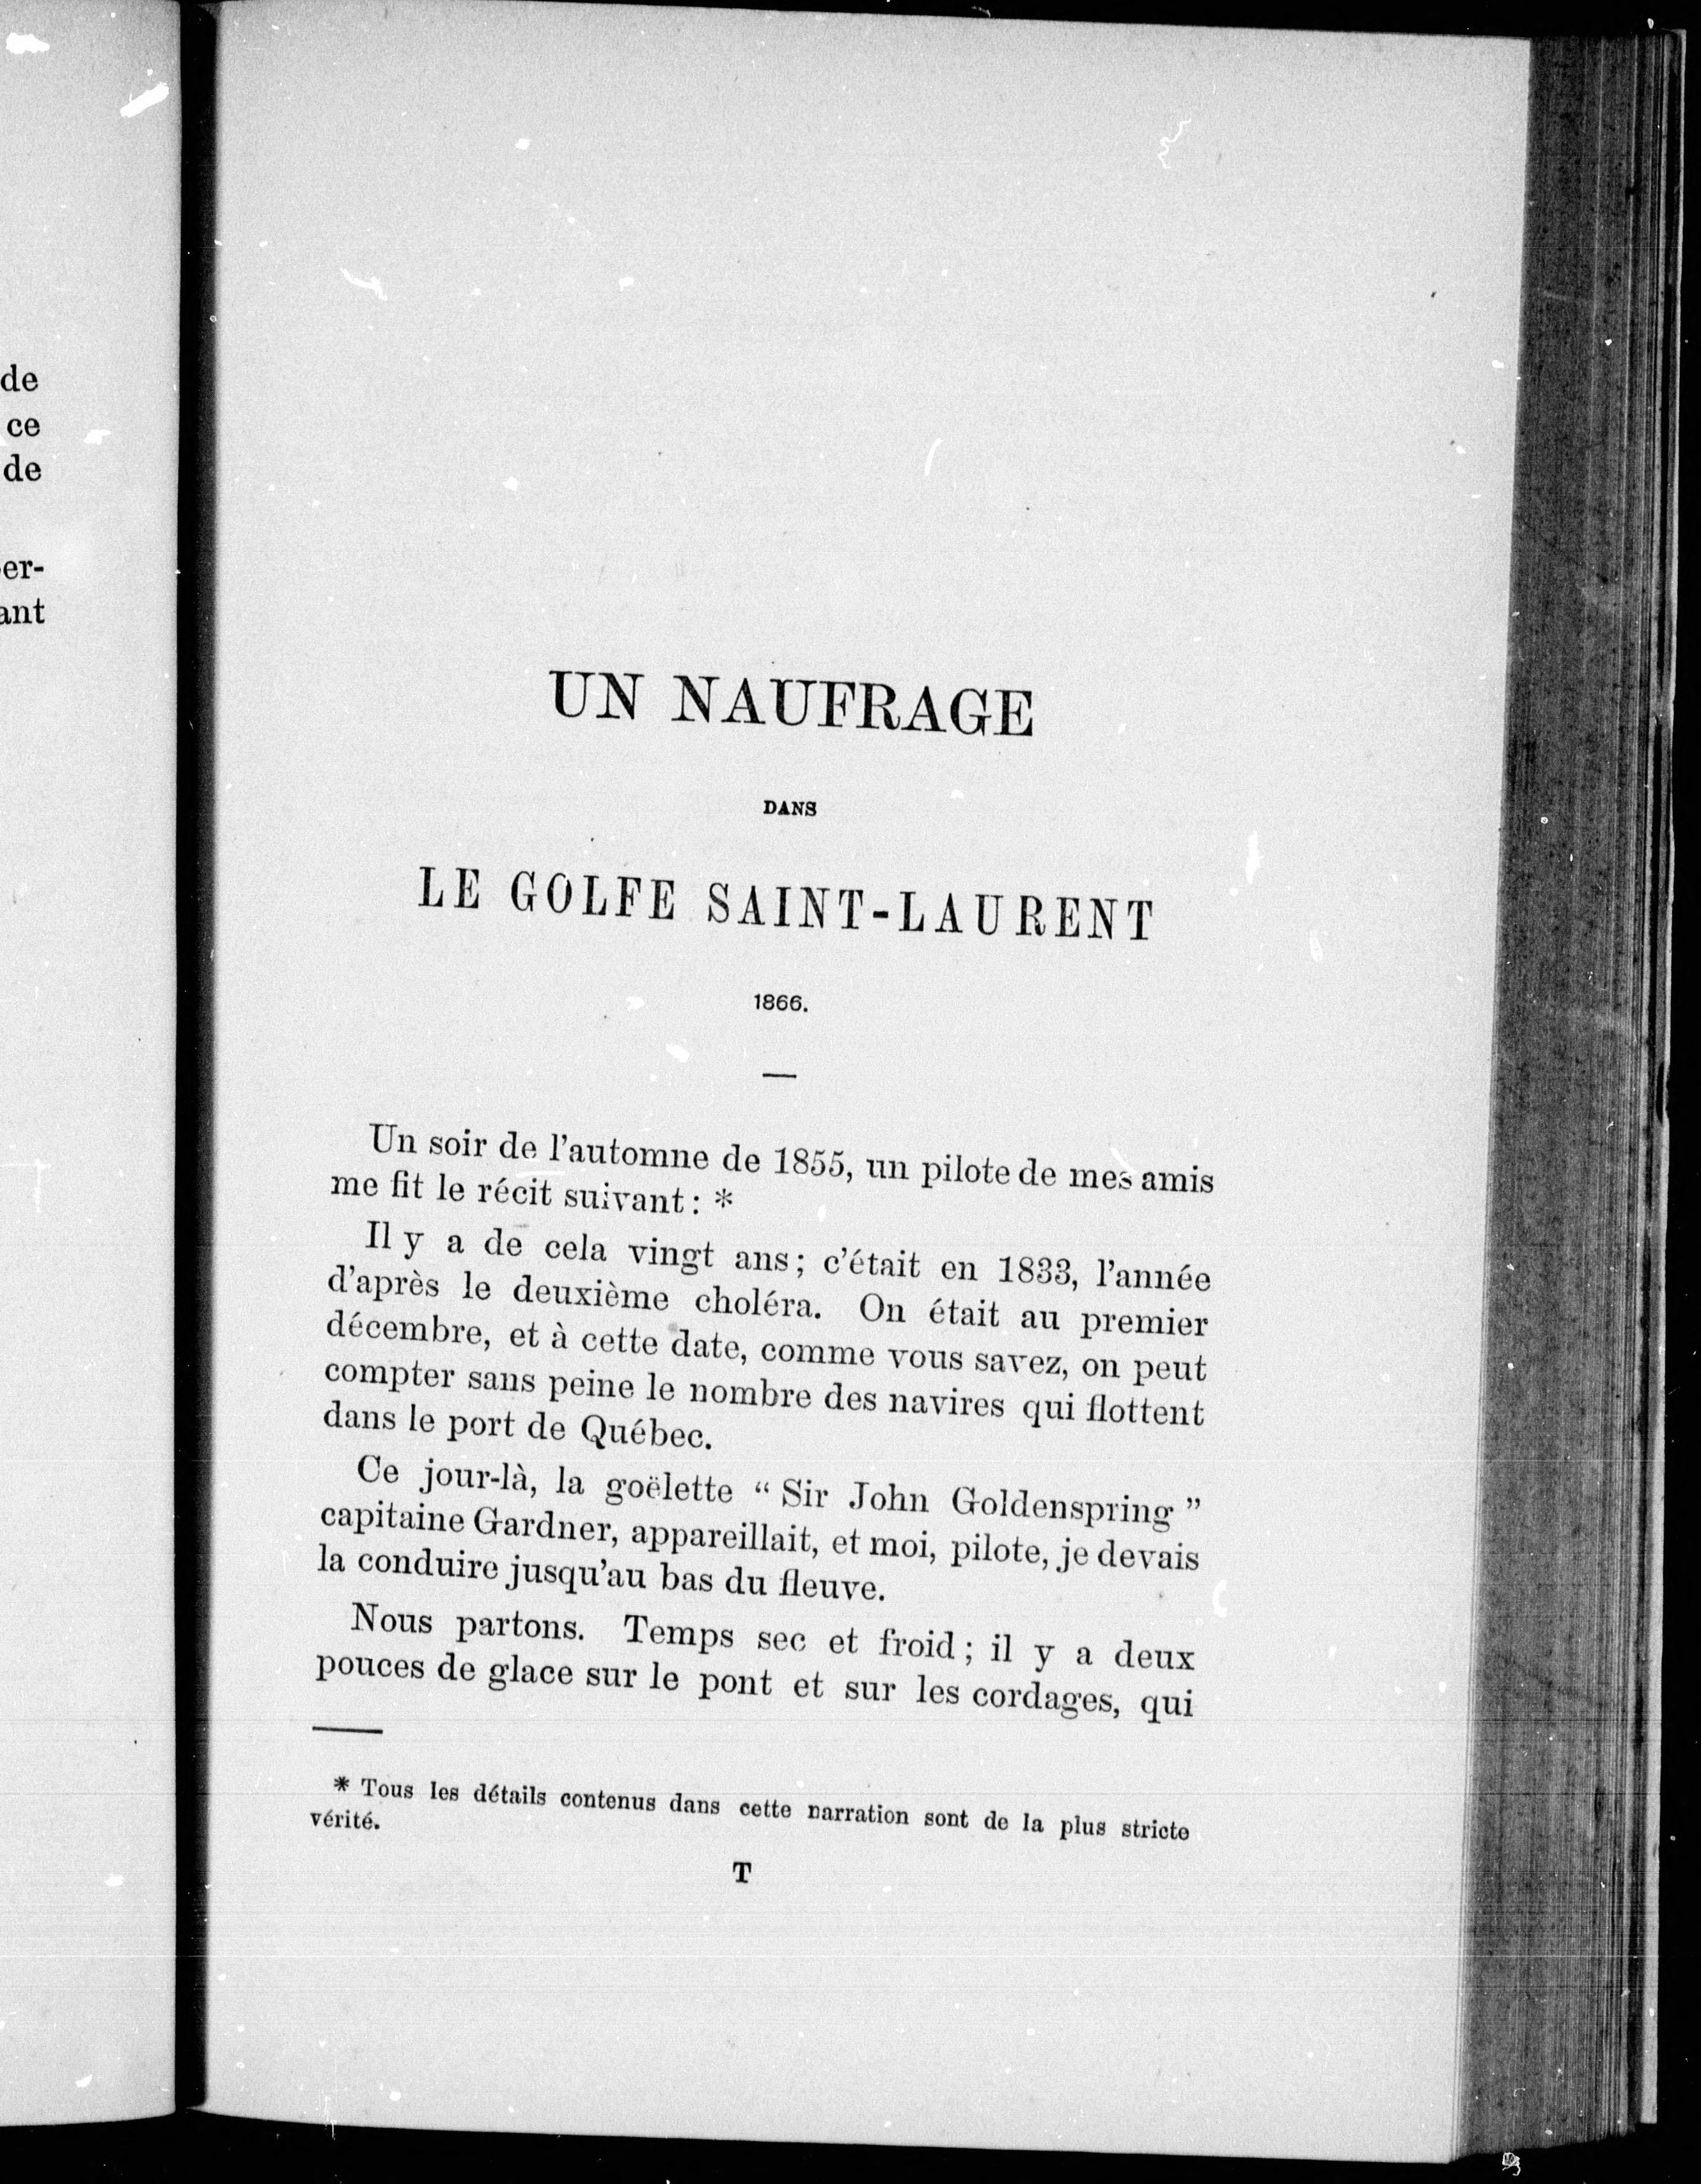 de
ce
de
er-
ant
UN NAUFRAGE
DANS
LE GOLFE SAINT-LAURENT
1866.
Un soir de l'automne de 1855, un pilote de mes amis
me fit le récit suivant : *
Il y a de cela vingt ans ; c'était en 1833, l'année
d'après le deuxième choléra. On était au premier
décembre, et à cette date, comme vous savez, on peut
compter sans peine le nombre des navires qui flottent
dans le port de Québec.
Ce jour-là, la goëlette “ Sir John Goldenspring ”
capitaine Gardner, appareillait, et moi, pilote, je devais
la conduire jusqu'au bas du fleuve.
Nous partons. Temps sec et froid ; il y a deux
pouces de glace sur le pont et sur les cordages, qui
* Tous les détails contenus dans cette narration sont de la plus stricte
vérité.
T